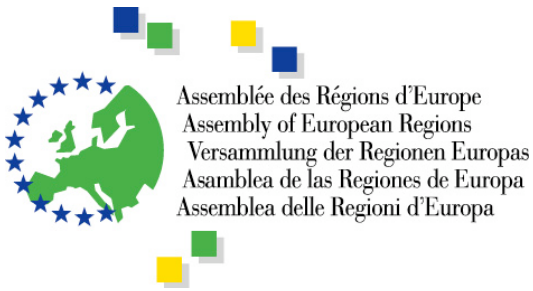 Assemblée des Régions d'Europe
Assembly of European Regions
Versammlung der Regionen Europas
Asamblea de las Regiones de Europa
Assemblea delle Regioni d'Europa